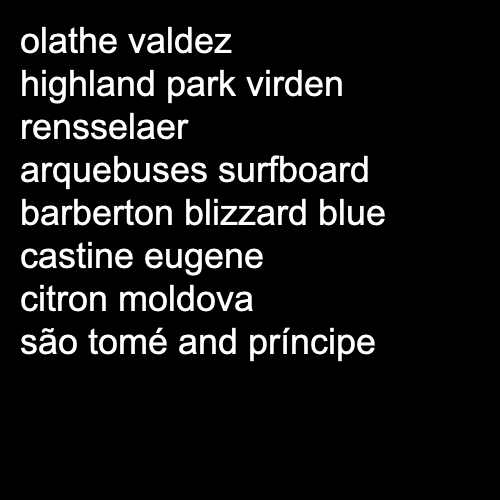 olathe valdez
highland park virden
rensselaer
arquebuses surfboard
barberton blizzard blue
castine eugene
citron moldova
são tomé and príncipe